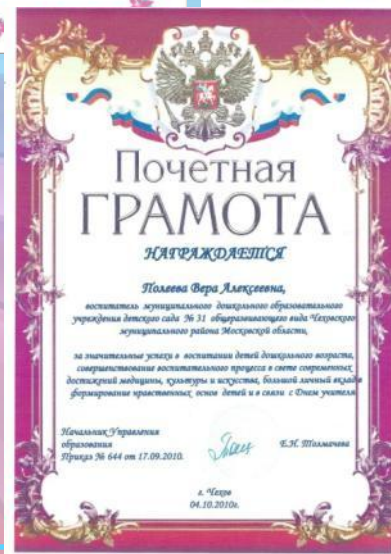 Почетная
ГРАМОТА
НАГРАЖДАЕТСЯ
Полеева Вера Алексеевна,
воспитатель муниципального дошкольного образовательного
учреждения детского сада № 31 общеразвивающего вида Чеховского
муниципального района Московской области,
за значительные успехи в воспитании детей дошкольного возраста,
совершенствование воспитательного процесса в свете современных
достижений медицины, культуры и искусства, большой личный вклад в
формирование нравственных основ детей и в связи с Днем учителя
Начальник Управления
образования
Приказ № 644 от 17.09.2010.
Е.Н. Толмачева
г. Чехов
04.10.2010г.